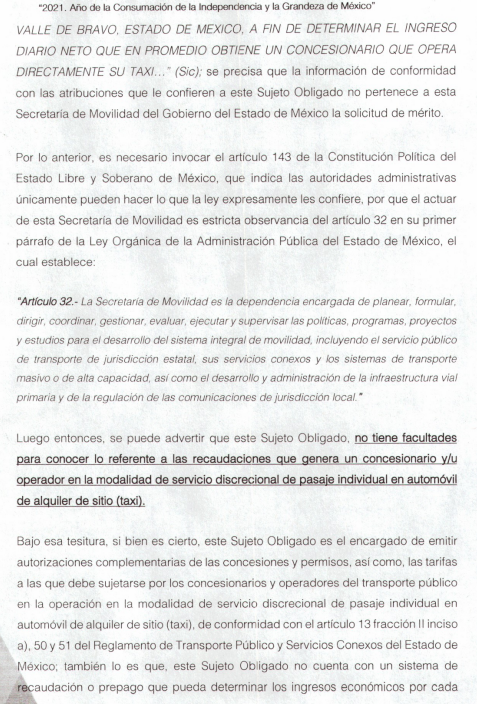 "2021. Año de la Consumación de la Independencia y la Grandeza de México"
VALLE DE BRAVO, ESTADO DE MEXICO, A FIN DE DETERMINAR EL INGRESO
DIARIO NETO QUE EN PROMEDIO OBTIENE UN CONCESIONARIO QUE OPERA
DIRECTAMENTE SU TAXI..." (Sic); se precisa que la información de conformidad
con las atribuciones que le confieren a este Sujeto Obligado no pertenece a esta
Secretaría de Movilidad del Gobierno del Estado de México la solicitud de mérito.
Por lo anterior, es necesario invocar el artículo 143 de la Constitución Política del
Estado Libre y Soberano de México, que indica las autoridades administrativas
únicamente pueden hacer lo que la ley expresamente les confiere, por que el actuar
de esta Secretaría de Movilidad es estricta observancia del artículo 32 en su primer
párrafo de la Ley Orgánica de la Administración Pública del Estado de México, el
cual establece:
"Artículo 32.- La Secretaría de Movilidad es la dependencia encargada de planear, formular,
dirigir, coordinar, gestionar, evaluar, ejecutar y supervisar las políticas, programas, proyectos
y estudios para el desarrollo del sistema integral de movilidad, incluyendo el servicio público
de transporte de jurisdicción estatal, sus servicios conexos y los sistemas de transporte
masivo o de alta capacidad, así como el desarrollo y administración de la infraestructura vial
primaria y de la regulación de las comunicaciones de jurisdicción local."
Luego entonces, se puede advertir que este Sujeto Obligado, no tiene facultades
para conocer lo referente a las recaudaciones que genera un concesionario y/u
operador en la modalidad de servicio discrecional de pasaje individual en automóvil
de alquiler de sitio (taxi).
Bajo esa tesitura, si bien es cierto, este Sujeto Obligado es el encargado de emitir
autorizaciones complementarias de las concesiones y permisos, así como, las tarifas
a las que debe sujetarse por los concesionarios y operadores del transporte público
en la operación en la modalidad de servicio discrecional de pasaje individual en
automóvil de alquiler de sitio (taxi), de conformidad con el artículo 13 fracción II inciso
a), 50 y 51 del Reglamento de Transporte Público y Servicios Conexos del Estado de
México; también lo es que, este Sujeto Obligado no cuenta con un sistema de
recaudación o prepago que pueda determinar los ingresos económicos por cada